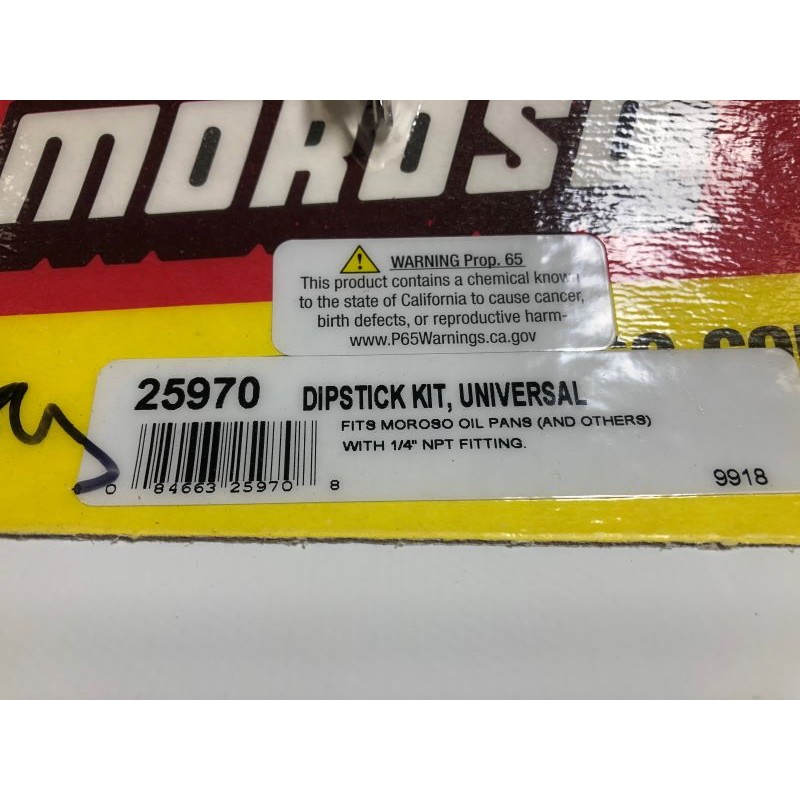 MOROSO
WARNING Prop. 65
This product contains a chemical known
to the state of California to cause cancer,
birth defects, or reproductive harm-
www.P65Warnings.ca.gov
25970 DIPSTICK KIT, UNIVERSAL
FITS MOROSO OIL PANS (AND OTHERS)
WITH 1/4" NPT FITTING.
0 84663 25970 8
9918